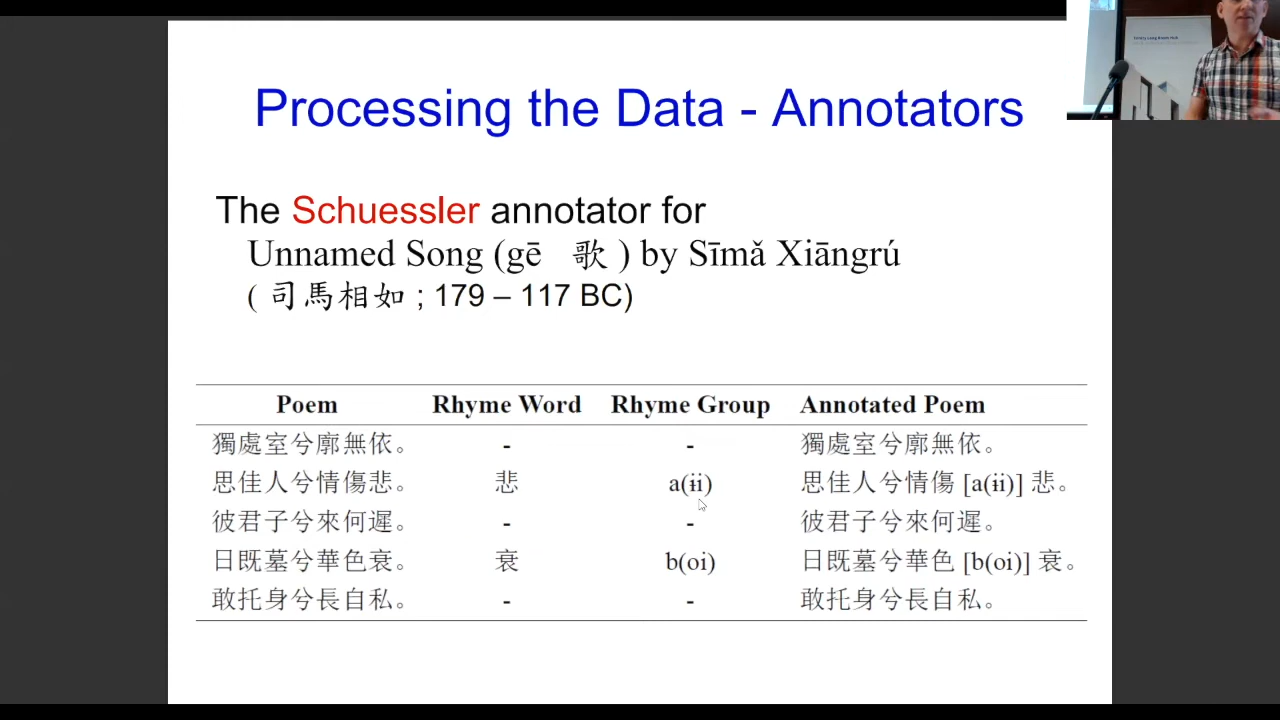 Processing the Data - Annotators
The Schuessler annotator for
Unnamed Song (gē 歌 ) by Sīmǎ Xiāngrú
( 司馬相如 ; 179 – 117 BC)
Poem Rhyme Word Rhyme Group Annotated Poem
獨處室兮廓無依。 - - 獨處室兮廓無依。
思佳人兮情傷悲。 悲 a(ɨi) 思佳人兮情傷 [a(ɨi)] 悲。
彼君子兮來何遲。 - - 彼君子兮來何遲。
日既墓兮華色衰。 衰 b(oi) 日既墓兮華色 [b(oi)] 衰。
敢托身兮長自私。 - - 敢托身兮長自私。